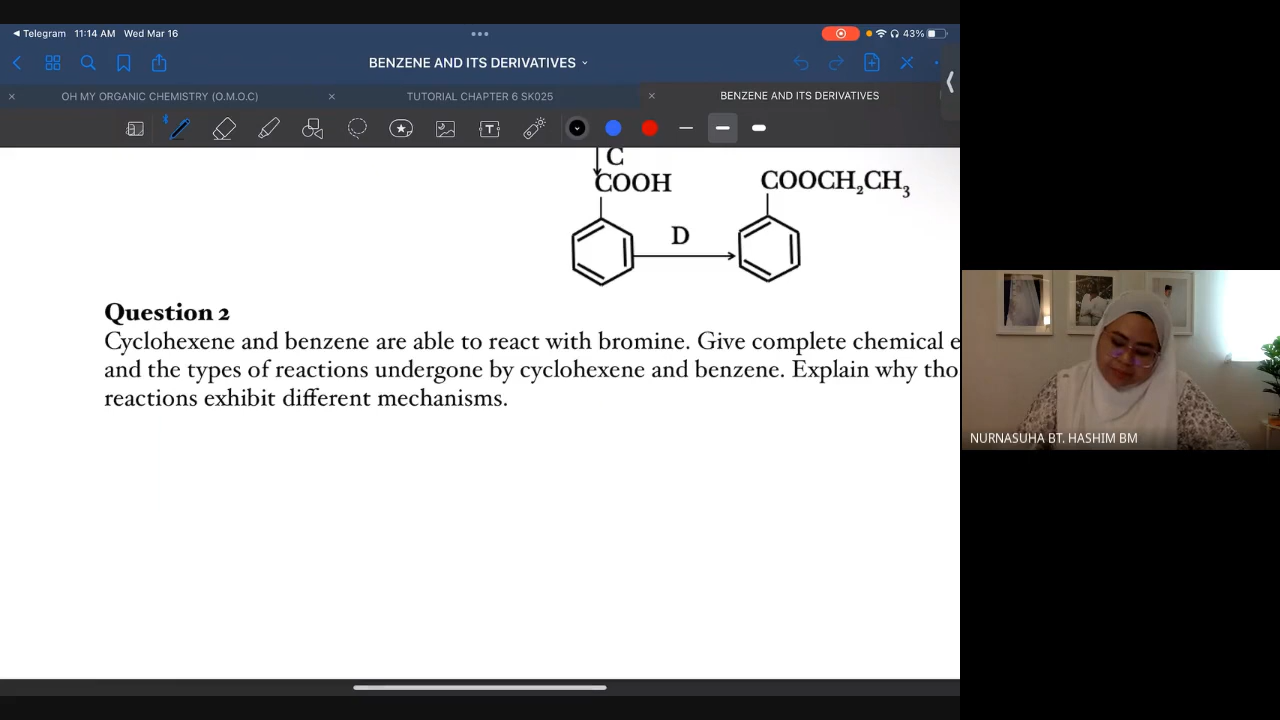 Telegram 11:14 AM Wed Mar 16
43%
BENZENE AND ITS DERIVATIVES
OH MY ORGANIC CHEMISTRY (O.M.O.C)
TUTORIAL CHAPTER 6 SK025
BENZENE AND ITS DERIVATIVES
T
C
COOH
COOCH₂CH₃
D
Question 2
Cyclohexene and benzene are able to react with bromine. Give complete chemical e
and the types of reactions undergone by cyclohexene and benzene. Explain why tho
reactions exhibit different mechanisms.
NURNASUHA BT. HASHIM BM